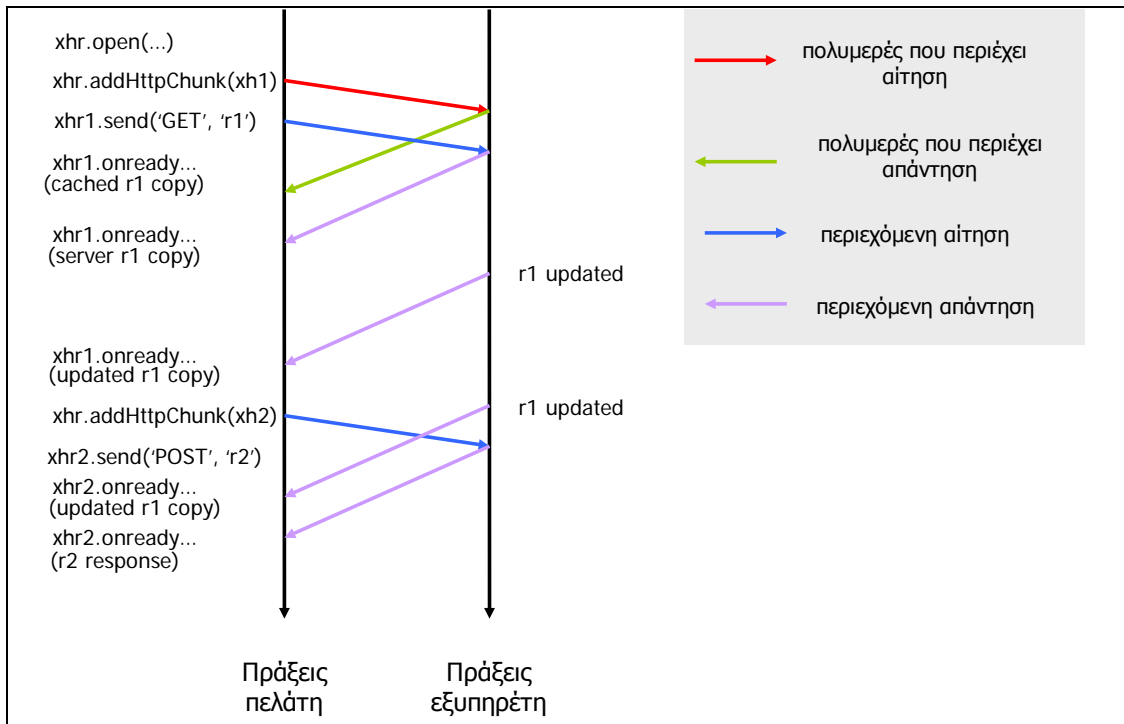 xhr.open(...)
xhr.addHttpChunk(xh1)
xhr1.send(‘GET’, ‘r1’)
xhr1.onready...
(cached r1 copy)
xhr1.onready...
(server r1 copy)
r1 updated
xhr1.onready...
(updated r1 copy)
r1 updated
xhr.addHttpChunk(xh2)
xhr2.send(‘POST’, ‘r2’)
xhr2.onready...
(updated r1 copy)
xhr2.onready...
(r2 response)
Πράξεις
πελάτη
Πράξεις
εξυπηρέτη
πολυμερές που περιέχει
αίτηση
πολυμερές που περιέχει
απάντηση
περιεχόμενη αίτηση
περιεχόμενη απάντηση